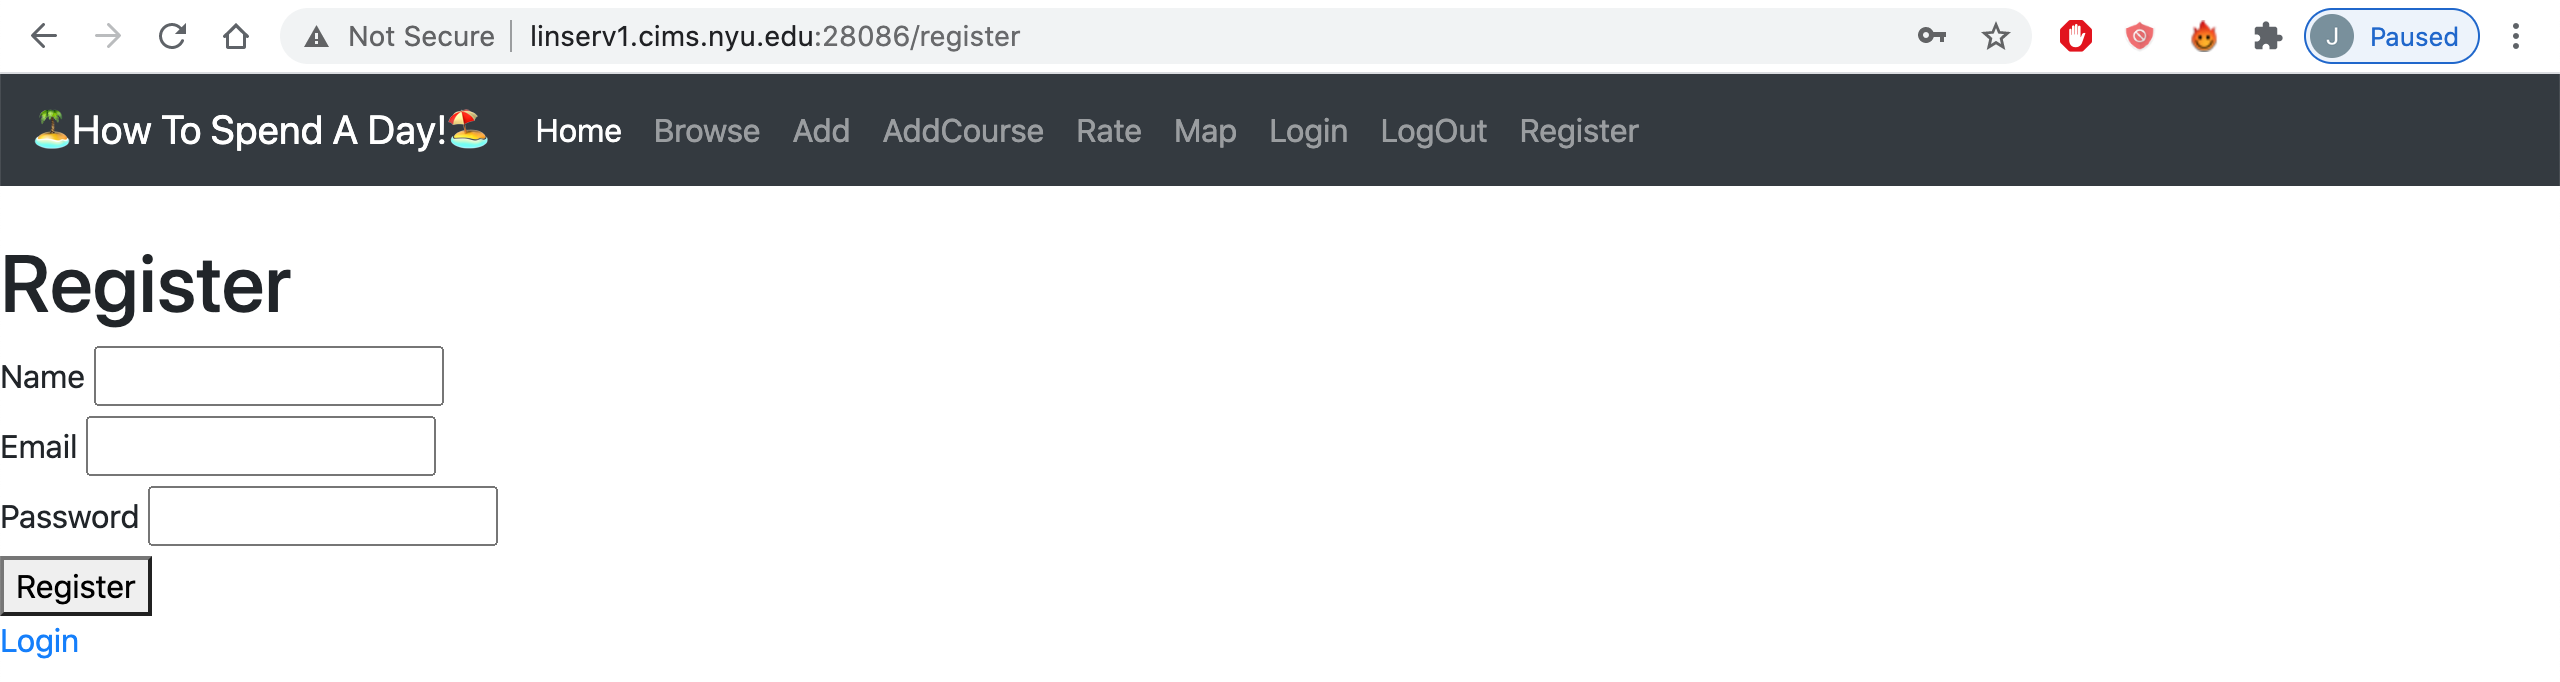 Not Secure linserv1.cims.nyu.edu:28086/register J Paused
🏝How To Spend A Day!🏖 Home Browse Add AddCourse Rate Map Login LogOut Register
Register
Name
Email
Password
Register
Login